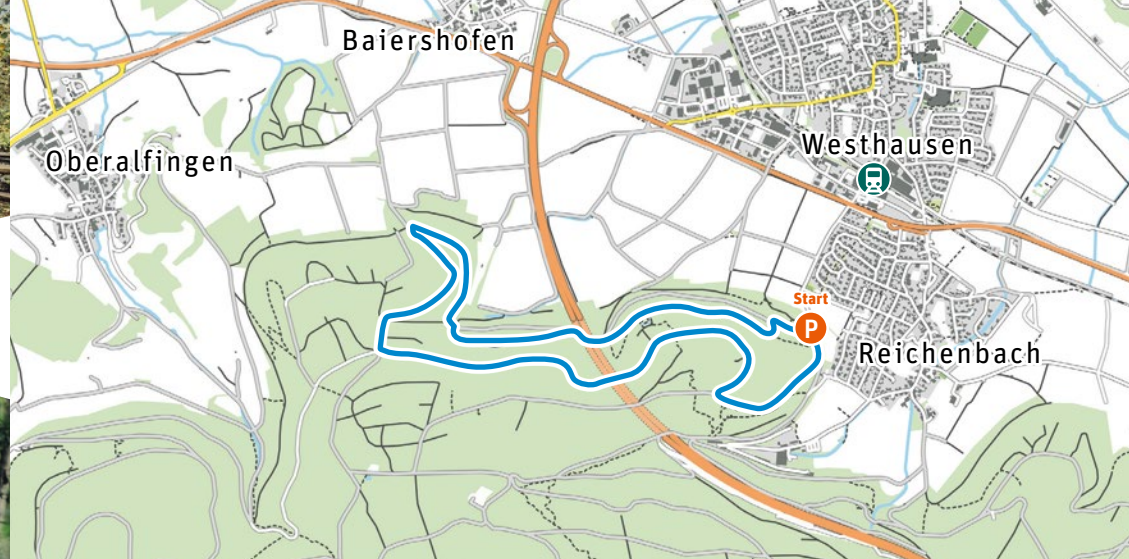 Baiershofen
Westhausen
Oberalfingen
Start
P
Reichenbach